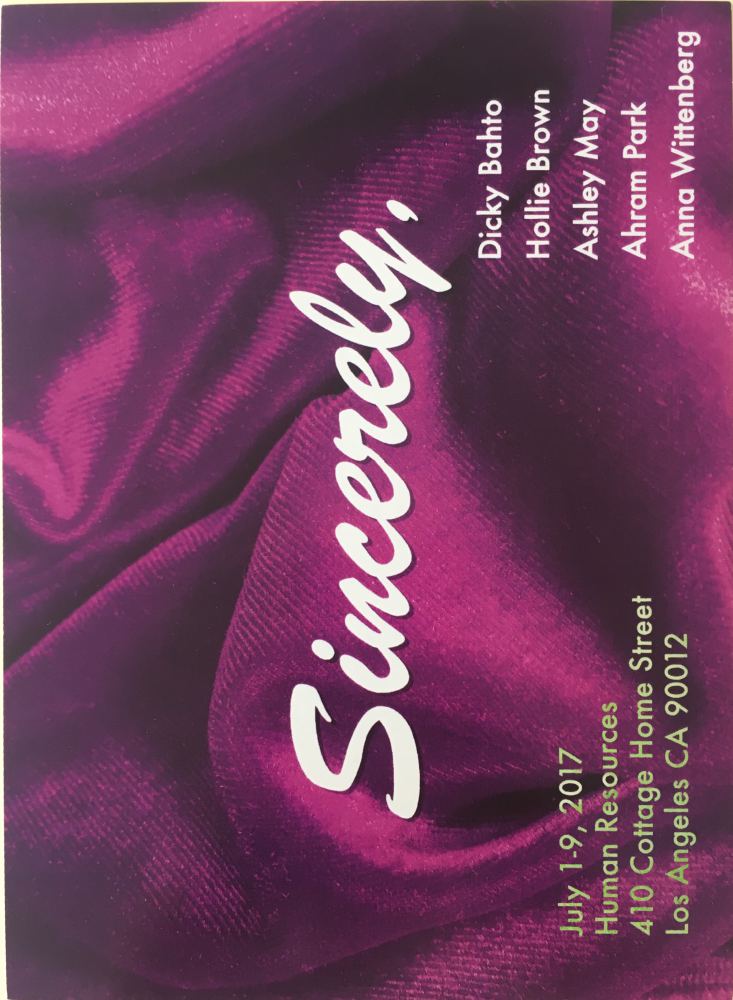 Sincerely,
Dicky Bahto
Hollie Brown
Ashley May
Ahram Park
Anna Wittenberg
July 1-9, 2017
Human Resources
410 Cottage Home Street
Los Angeles CA 90012